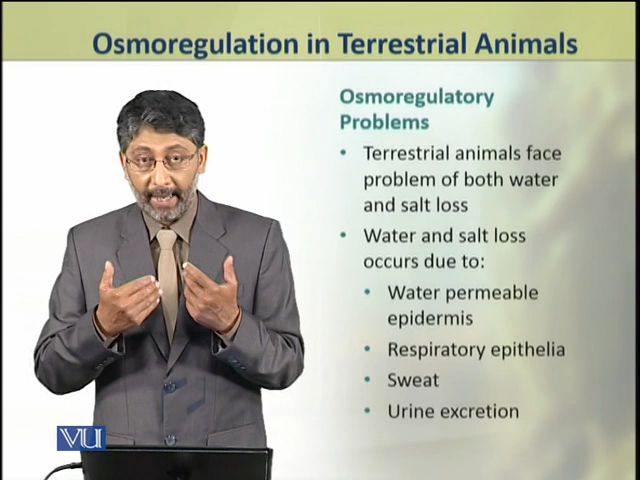 Osmoregulation in Terrestrial Animals
Osmoregulatory
Problems
• Terrestrial animals face
problem of both water
and salt loss
• Water and salt loss
occurs due to:
• Water permeable
epidermis
• Respiratory epithelia
• Sweat
• Urine excretion
VU